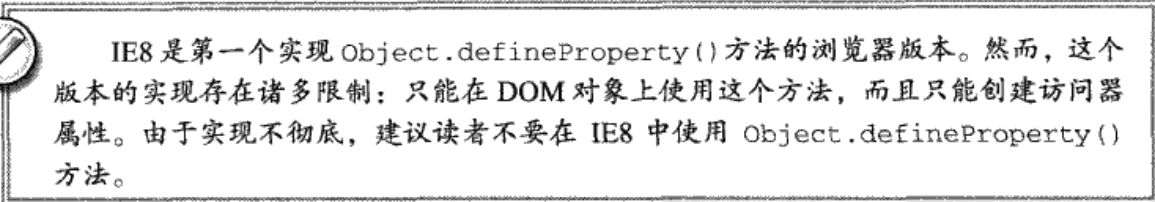 IE8 是第一个实现 Object.defineProperty()方法的浏览器版本。然而，这个
版本的实现存在诸多限制：只能在 DOM 对象上使用这个方法，而且只能创建访问器
属性。由于实现不彻底，建议读者不要在 IE8 中使用 Object.defineProperty()
方法。